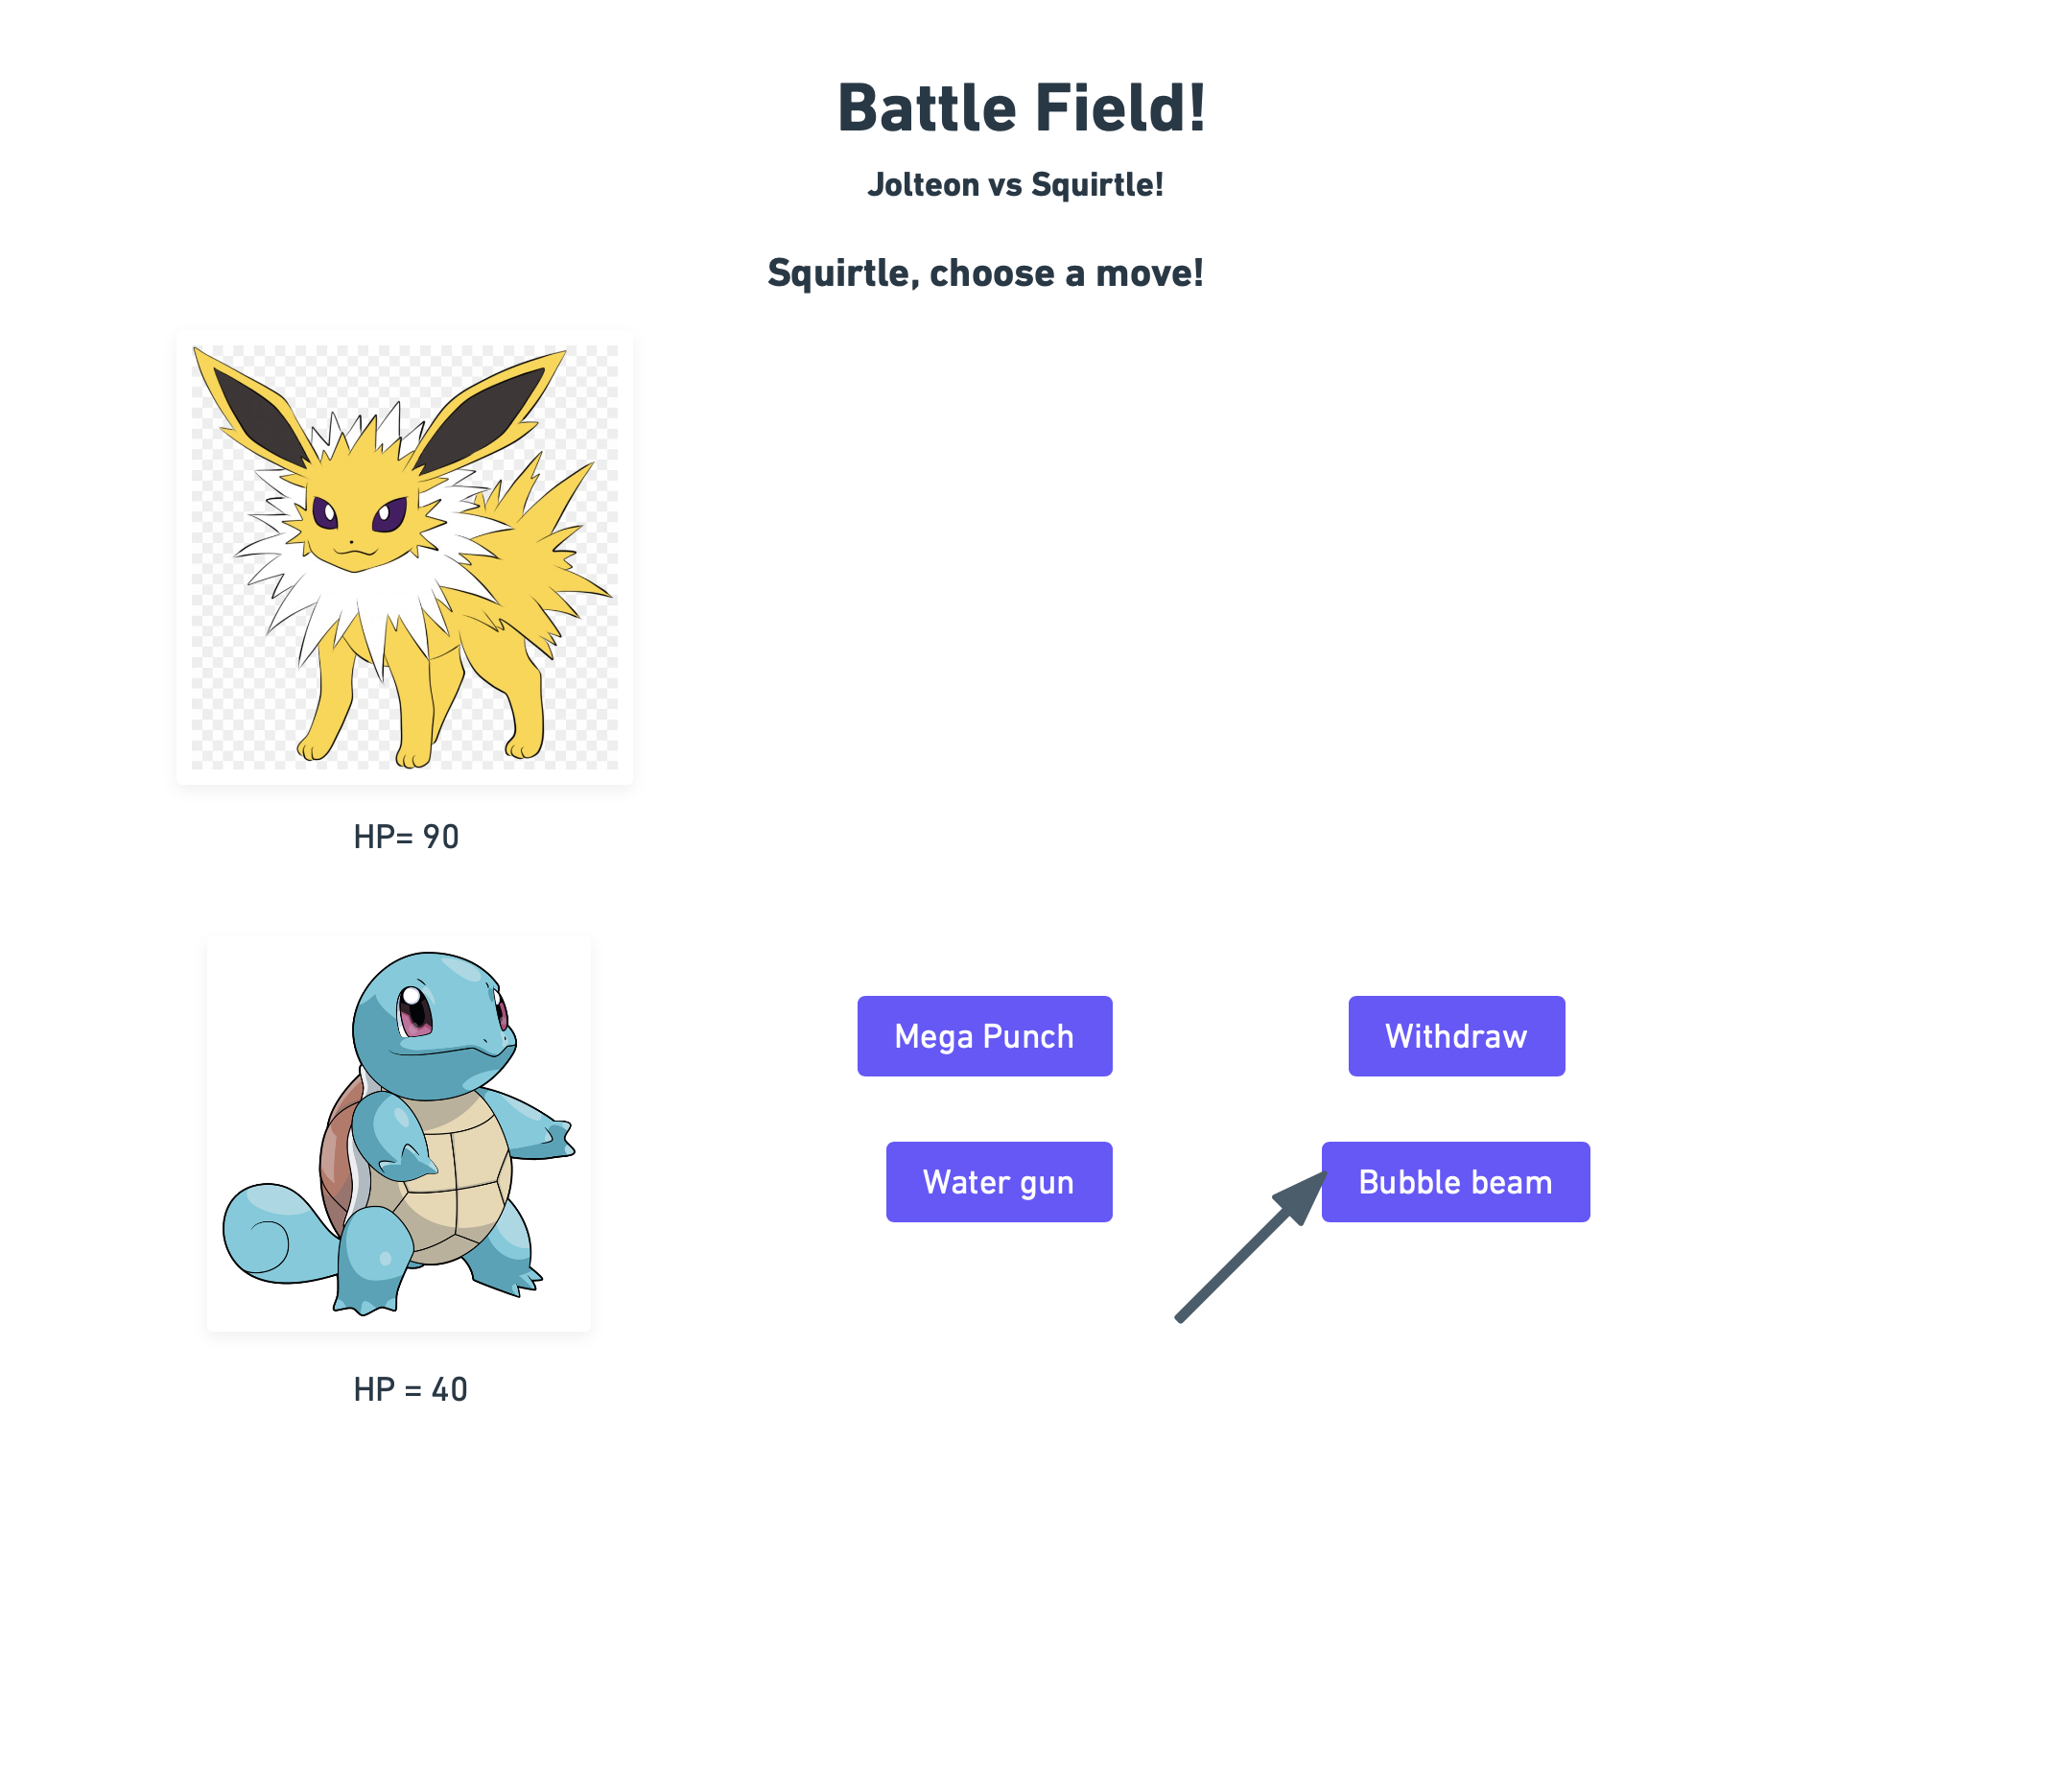 Battle Field!
Jolteon vs Squirtle!
Squirtle, choose a move!
HP= 90
Mega Punch
Withdraw
Water gun
Bubble beam
HP = 40